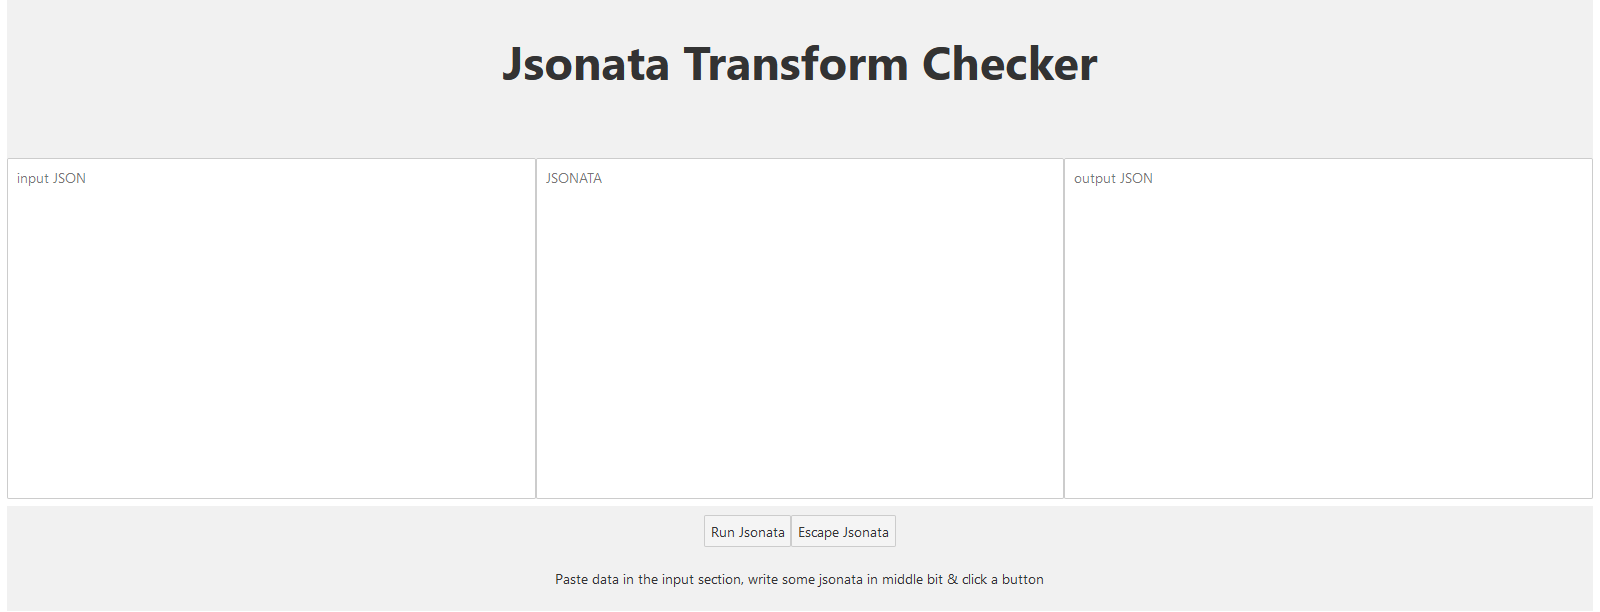 Jsonata Transform Checker
input JSON
JSONATA
output JSON
Run Jsonata
Escape Jsonata
Paste data in the input section, write some jsonata in middle bit & click a button